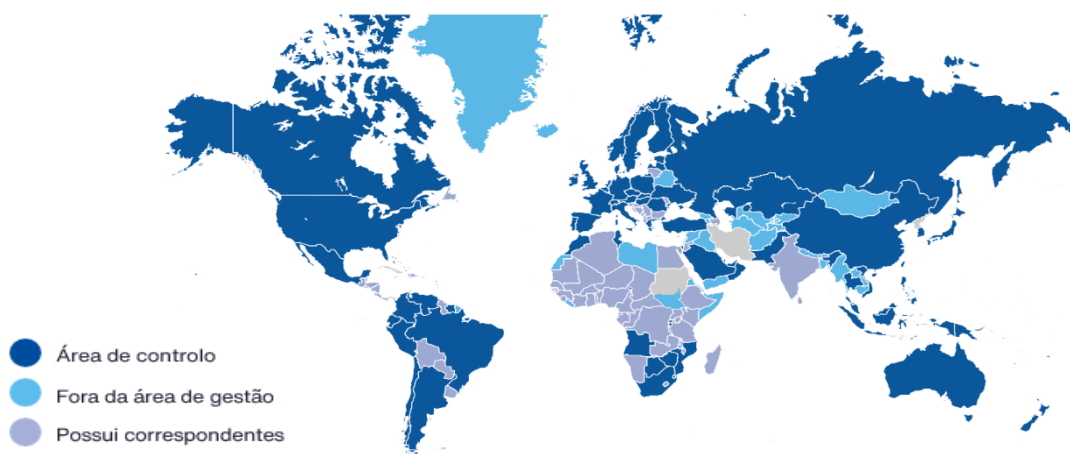 Área de controlo
Fora da área de gestão
Possui correspondentes